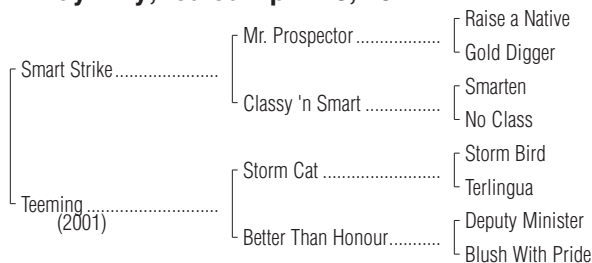 Raise a Native
Mr. Prospector ..................
Gold Digger
Smart Strike ......................
Smarten
Classy 'n Smart ................
No Class
Storm Bird
Storm Cat .........................
Terlingua
Teeming ............................
(2001)
Deputy Minister
Better Than Honour...........
Blush With Pride